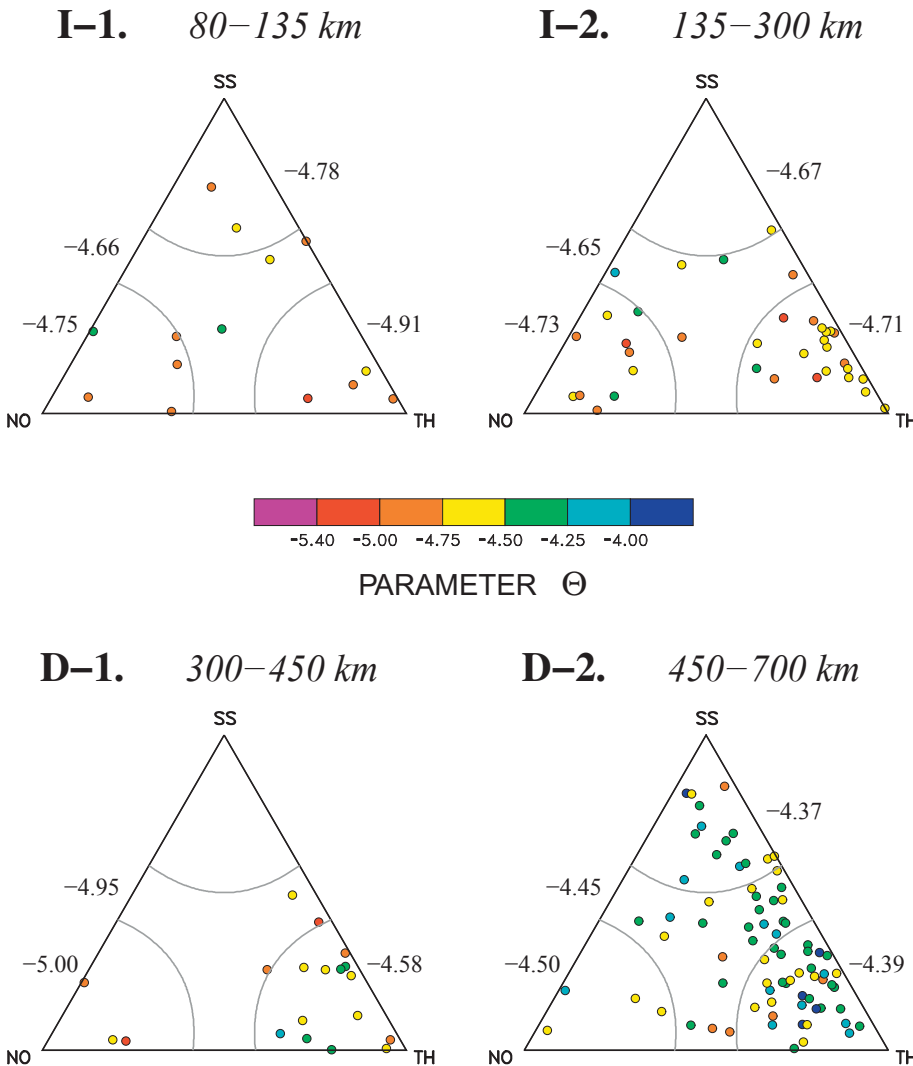 I–1. 80–135 km
I–2. 135–300 km
SS
SS
–4.78
–4.67
–4.66
–4.65
–4.75
–4.91
–4.73
–4.71
NO
TH
NO
TH
-5.40 -5.00 -4.75 -4.50 -4.25 -4.00
PARAMETER Θ
D–1. 300–450 km
D–2. 450–700 km
SS
SS
–4.37
–4.95
–4.45
–5.00
–4.58
–4.50
–4.39
NO
TH
NO
TH